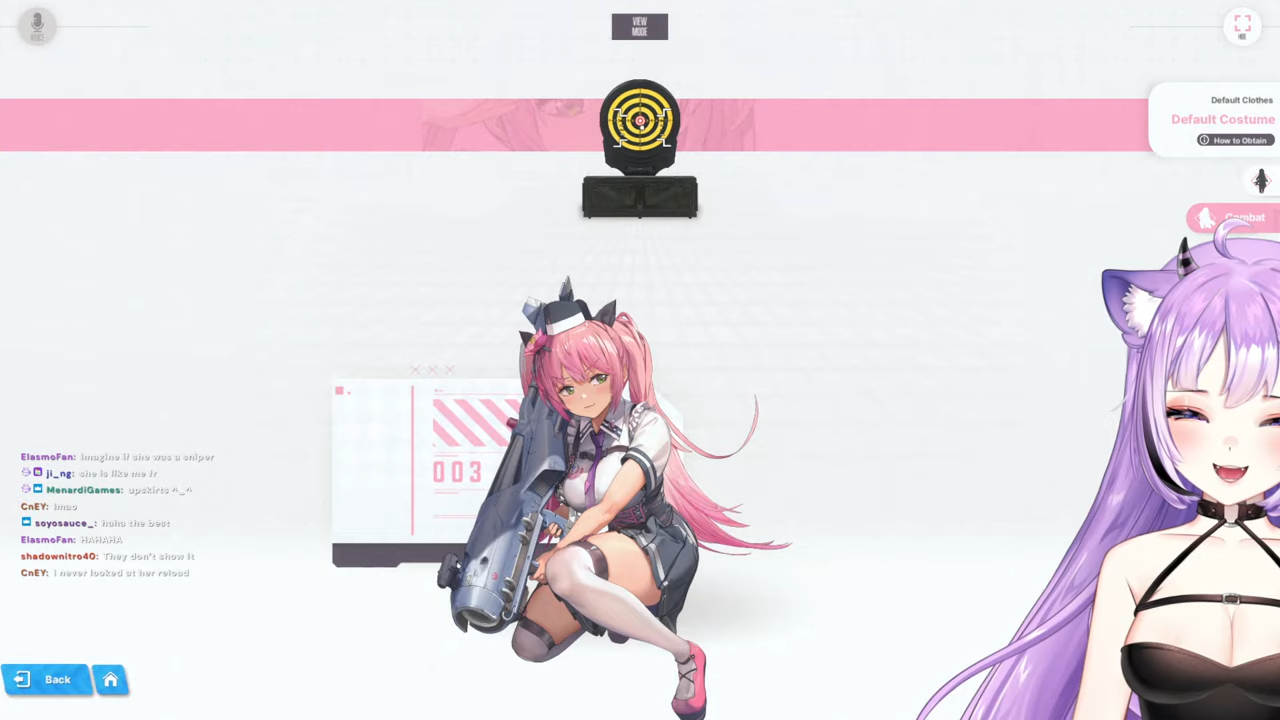 VIEW
MODE
Default Clothes
Default Costume
How to Obtain
Combat
003
ElasmoFan: imagine if she was a sniper
ji_ng: she is like me fr
MenardiGames: upskirts ^_^
CnEY: lmao
soyosauce_: haha the best
ElasmoFan: HAHAHA
shadownitro40: They don't show it
CnEY: I never looked at her reload
Back